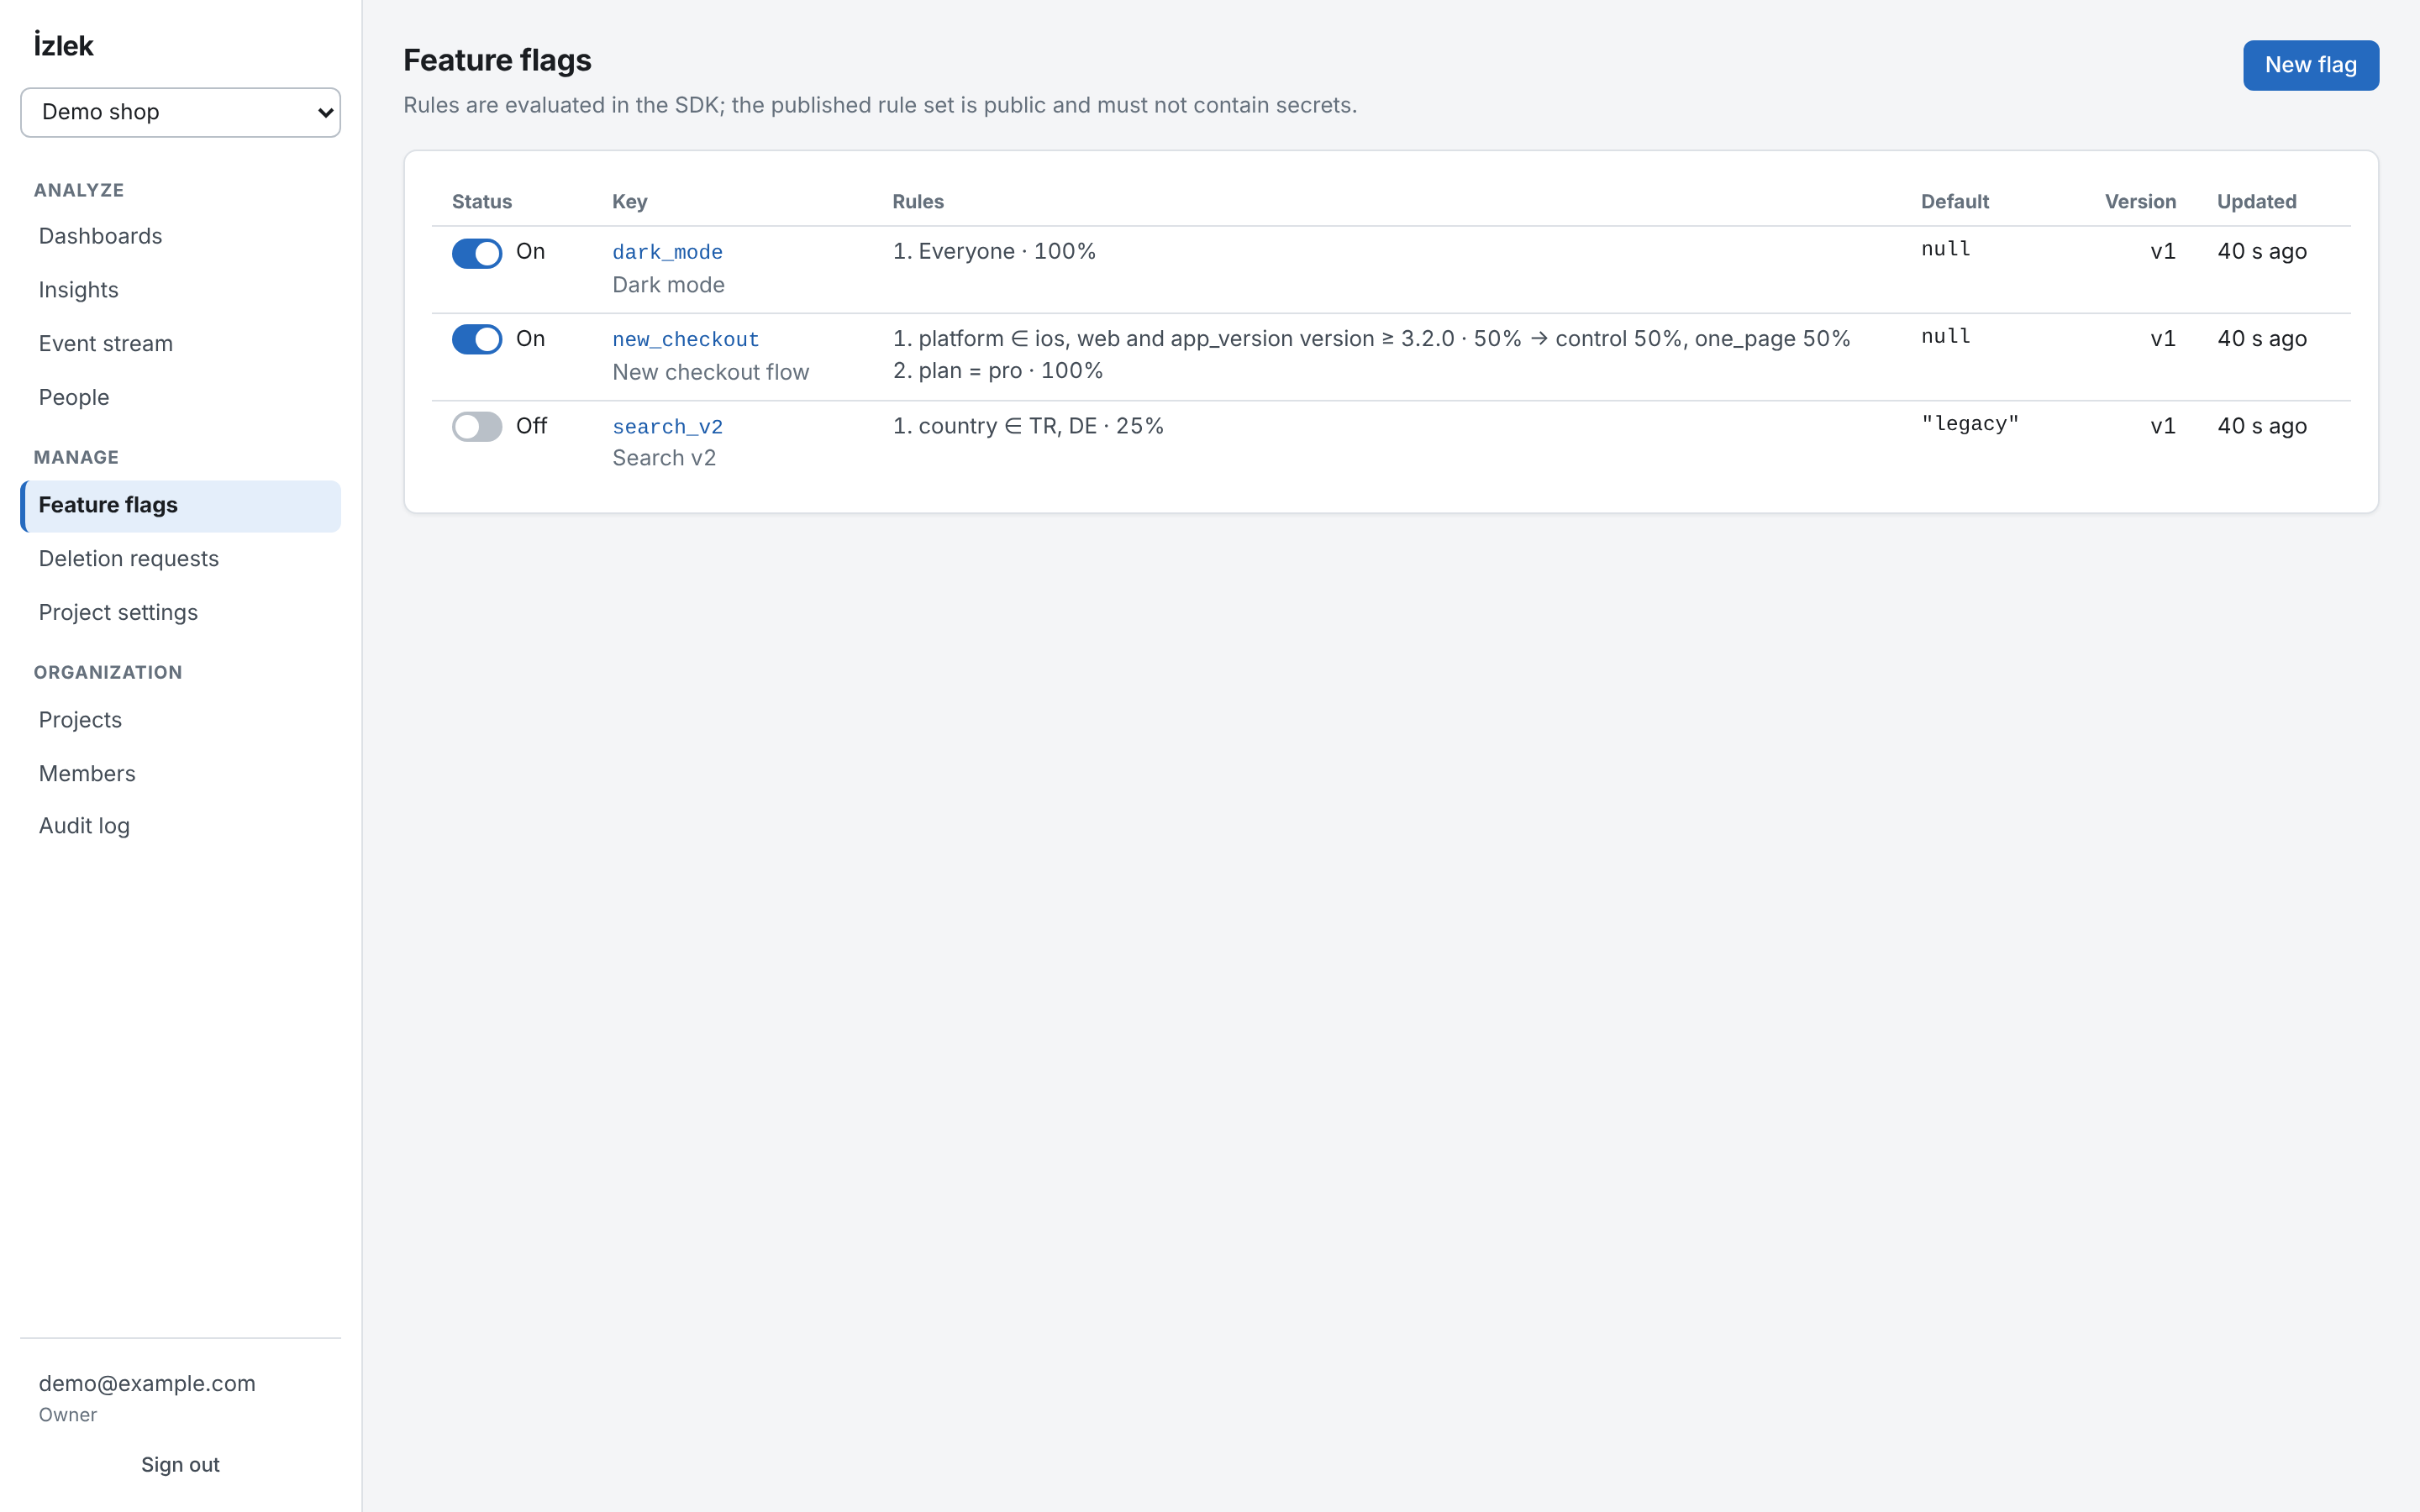 İzlek
Demo shop
ANALYZE
Dashboards
Insights
Event stream
People
MANAGE
Feature flags
Deletion requests
Project settings
ORGANIZATION
Projects
Members
Audit log
demo@example.com
Owner
Sign out
Feature flags
New flag
Rules are evaluated in the SDK; the published rule set is public and must not contain secrets.
Status Key Rules Default Version Updated
On dark_mode 1. Everyone · 100% null v1 40 s ago
Dark mode
On new_checkout 1. platform ∈ ios, web and app_version version ≥ 3.2.0 · 50% → control 50%, one_page 50% null v1 40 s ago
New checkout flow 2. plan = pro · 100%
Off search_v2 1. country ∈ TR, DE · 25% "legacy" v1 40 s ago
Search v2